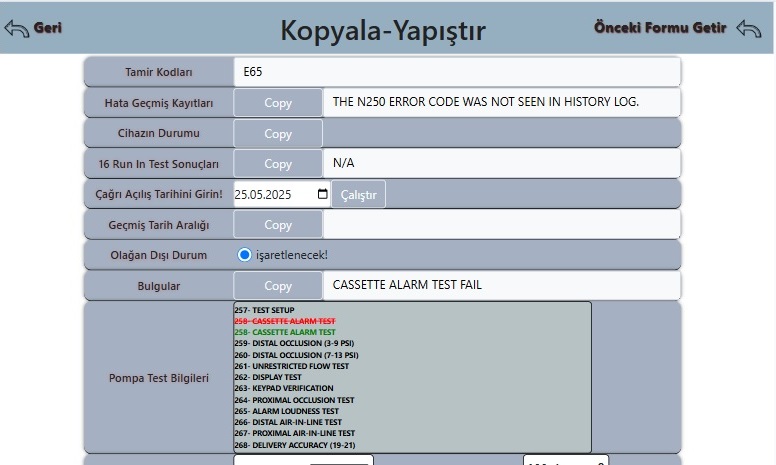 Geri
Kopyala-Yapıştır
Önceki Formu Getir
Tamir Kodları E65
Hata Geçmiş Kayıtları Copy THE N250 ERROR CODE WAS NOT SEEN IN HISTORY LOG.
Cihazın Durumu Copy
16 Run In Test Sonuçları Copy N/A
Çağrı Açılış Tarihini Girin! 25.05.2025 Çalıştır
Geçmiş Tarih Aralığı Copy
Olağan Dışı Durum işaretlenecek!
Bulgular Copy CASSETTE ALARM TEST FAIL
Pompa Test Bilgileri
257- TEST SETUP
258- CASSETTE ALARM TEST
258- CASSETTE ALARM TEST
259- DISTAL OCCLUSION (3-9 PSI)
260- DISTAL OCCLUSION (7-13 PSI)
261- UNRESTRICTED FLOW TEST
262- DISPLAY TEST
263- KEYPAD VERIFICATION
264- PROXIMAL OCCLUSION TEST
265- ALARM LOUDNESS TEST
266- DISTAL AIR-IN-LINE TEST
267- PROXIMAL AIR-IN-LINE TEST
268- DELIVERY ACCURACY (19-21)